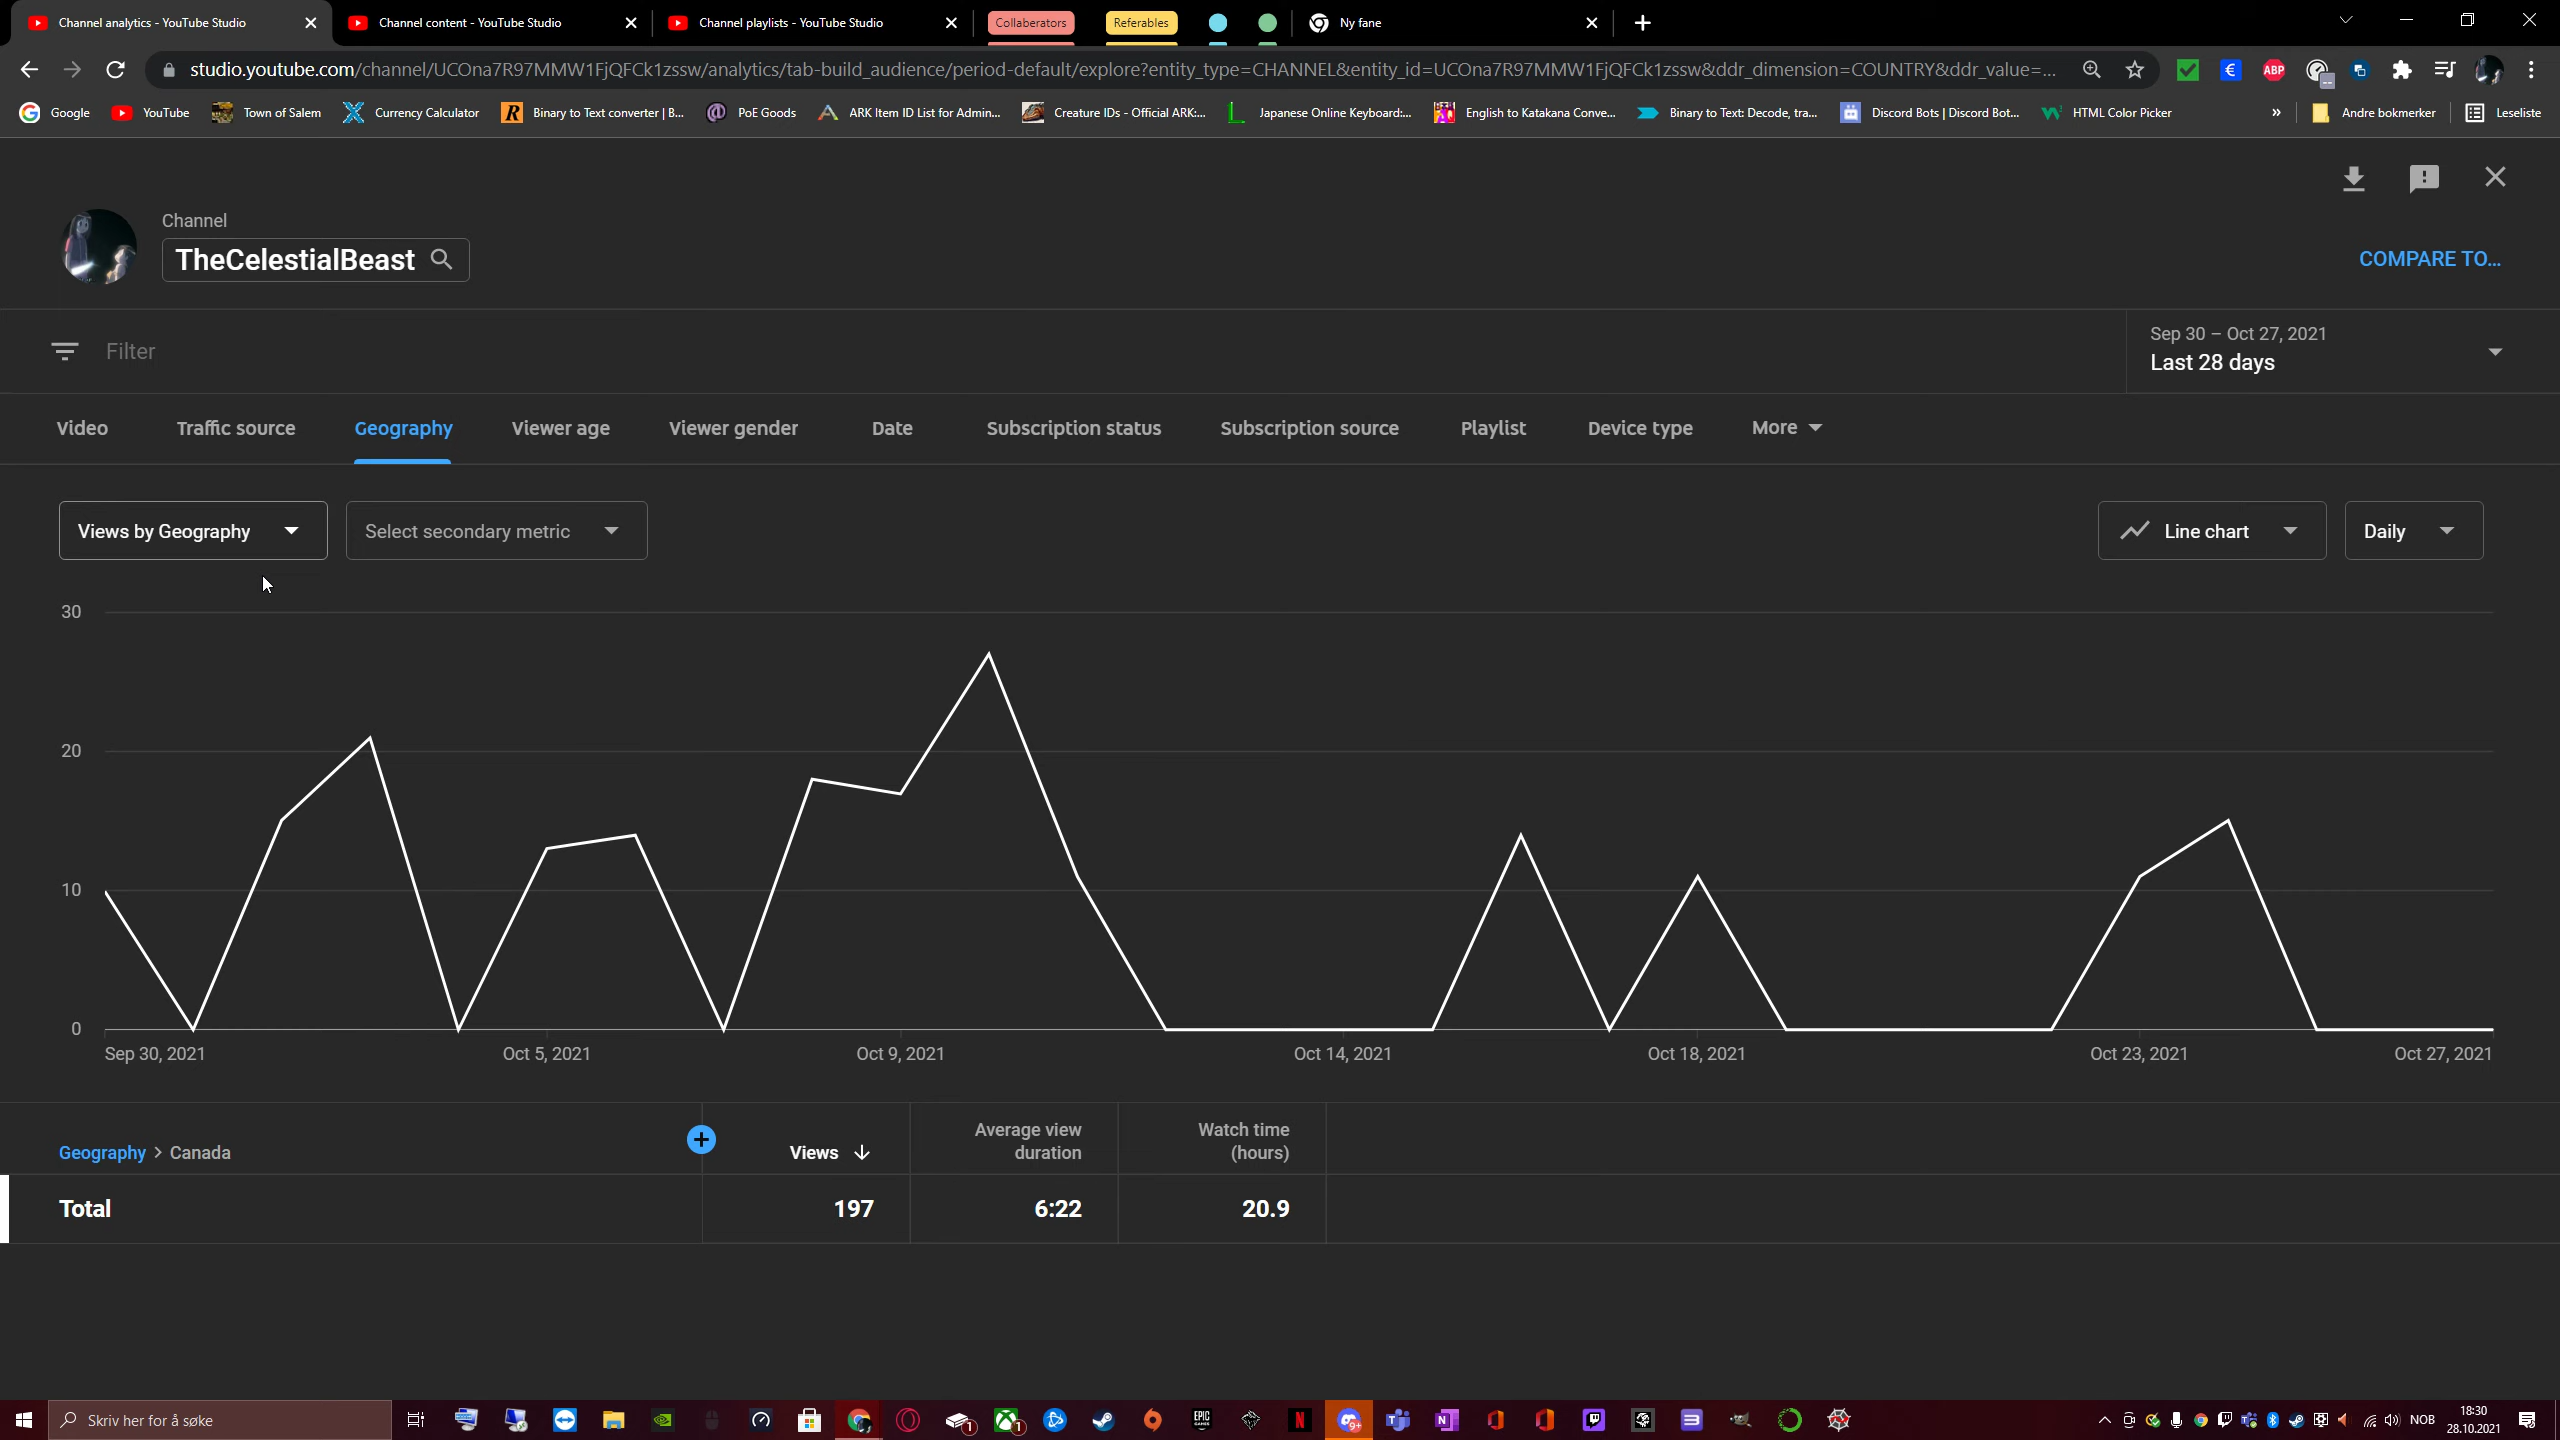 Channel analytics - YouTube Studio
Channel content - YouTube Studio
Channel playlists - YouTube Studio
Collaberators
Referables
Ny fane
studio.youtube.com/channel/UCOna7R97MMW1FjQFCk1zssw/analytics/tab-build_audience/period-default/explore?entity_type=CHANNEL&entity_id=UCOna7R97MMW1FjQFCk1zssw&ddr_dimension=COUNTRY&ddr_value=...
ABP
Google
YouTube
Town of Salem
Currency Calculator
Binary to Text converter | B...
PoE Goods
ARK Item ID List for Admin...
Creature IDs - Official ARK:...
Japanese Online Keyboard:...
English to Katakana Conve...
Binary to Text: Decode, tra...
Discord Bots | Discord Bot...
HTML Color Picker
»
Andre bokmerker
Leseliste
Channel
TheCelestialBeast
COMPARE TO...
Filter
Sep 30 – Oct 27, 2021
Last 28 days
Video
Traffic source
Geography
Viewer age
Viewer gender
Date
Subscription status
Subscription source
Playlist
Device type
More
Views by Geography
Select secondary metric
Line chart
Daily
30
20
10
0
Sep 30, 2021
Oct 5, 2021
Oct 9, 2021
Oct 14, 2021
Oct 18, 2021
Oct 23, 2021
Oct 27, 2021
Geography > Canada
Views
Average view
duration
Watch time
(hours)
Total
197
6:22
20.9
Skriv her for å søke
NOB
18:30
28.10.2021